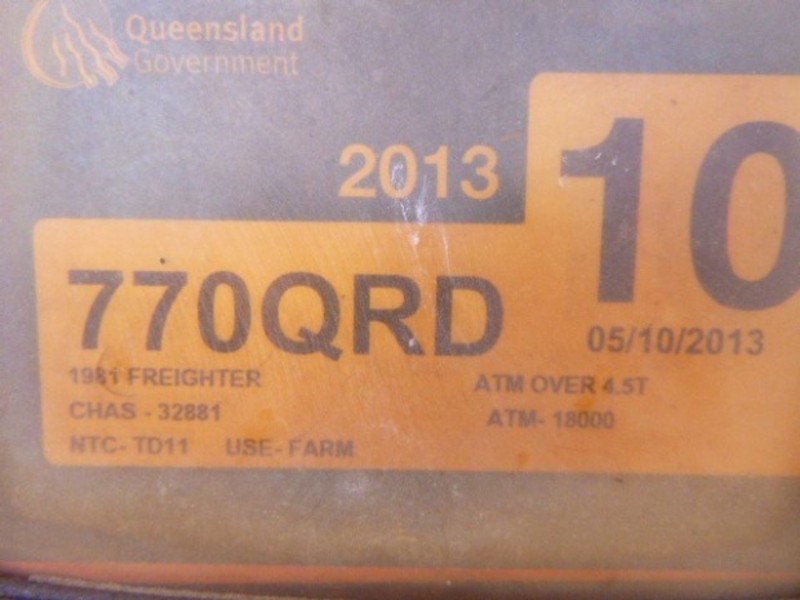 Queensland
Government
2013
10
770QRD
05/10/2013
1981 FREIGHTER
ATM OVER 4.5T
CHAS - 32881
ATM- 18000
NTC- TD11 USE- FARM